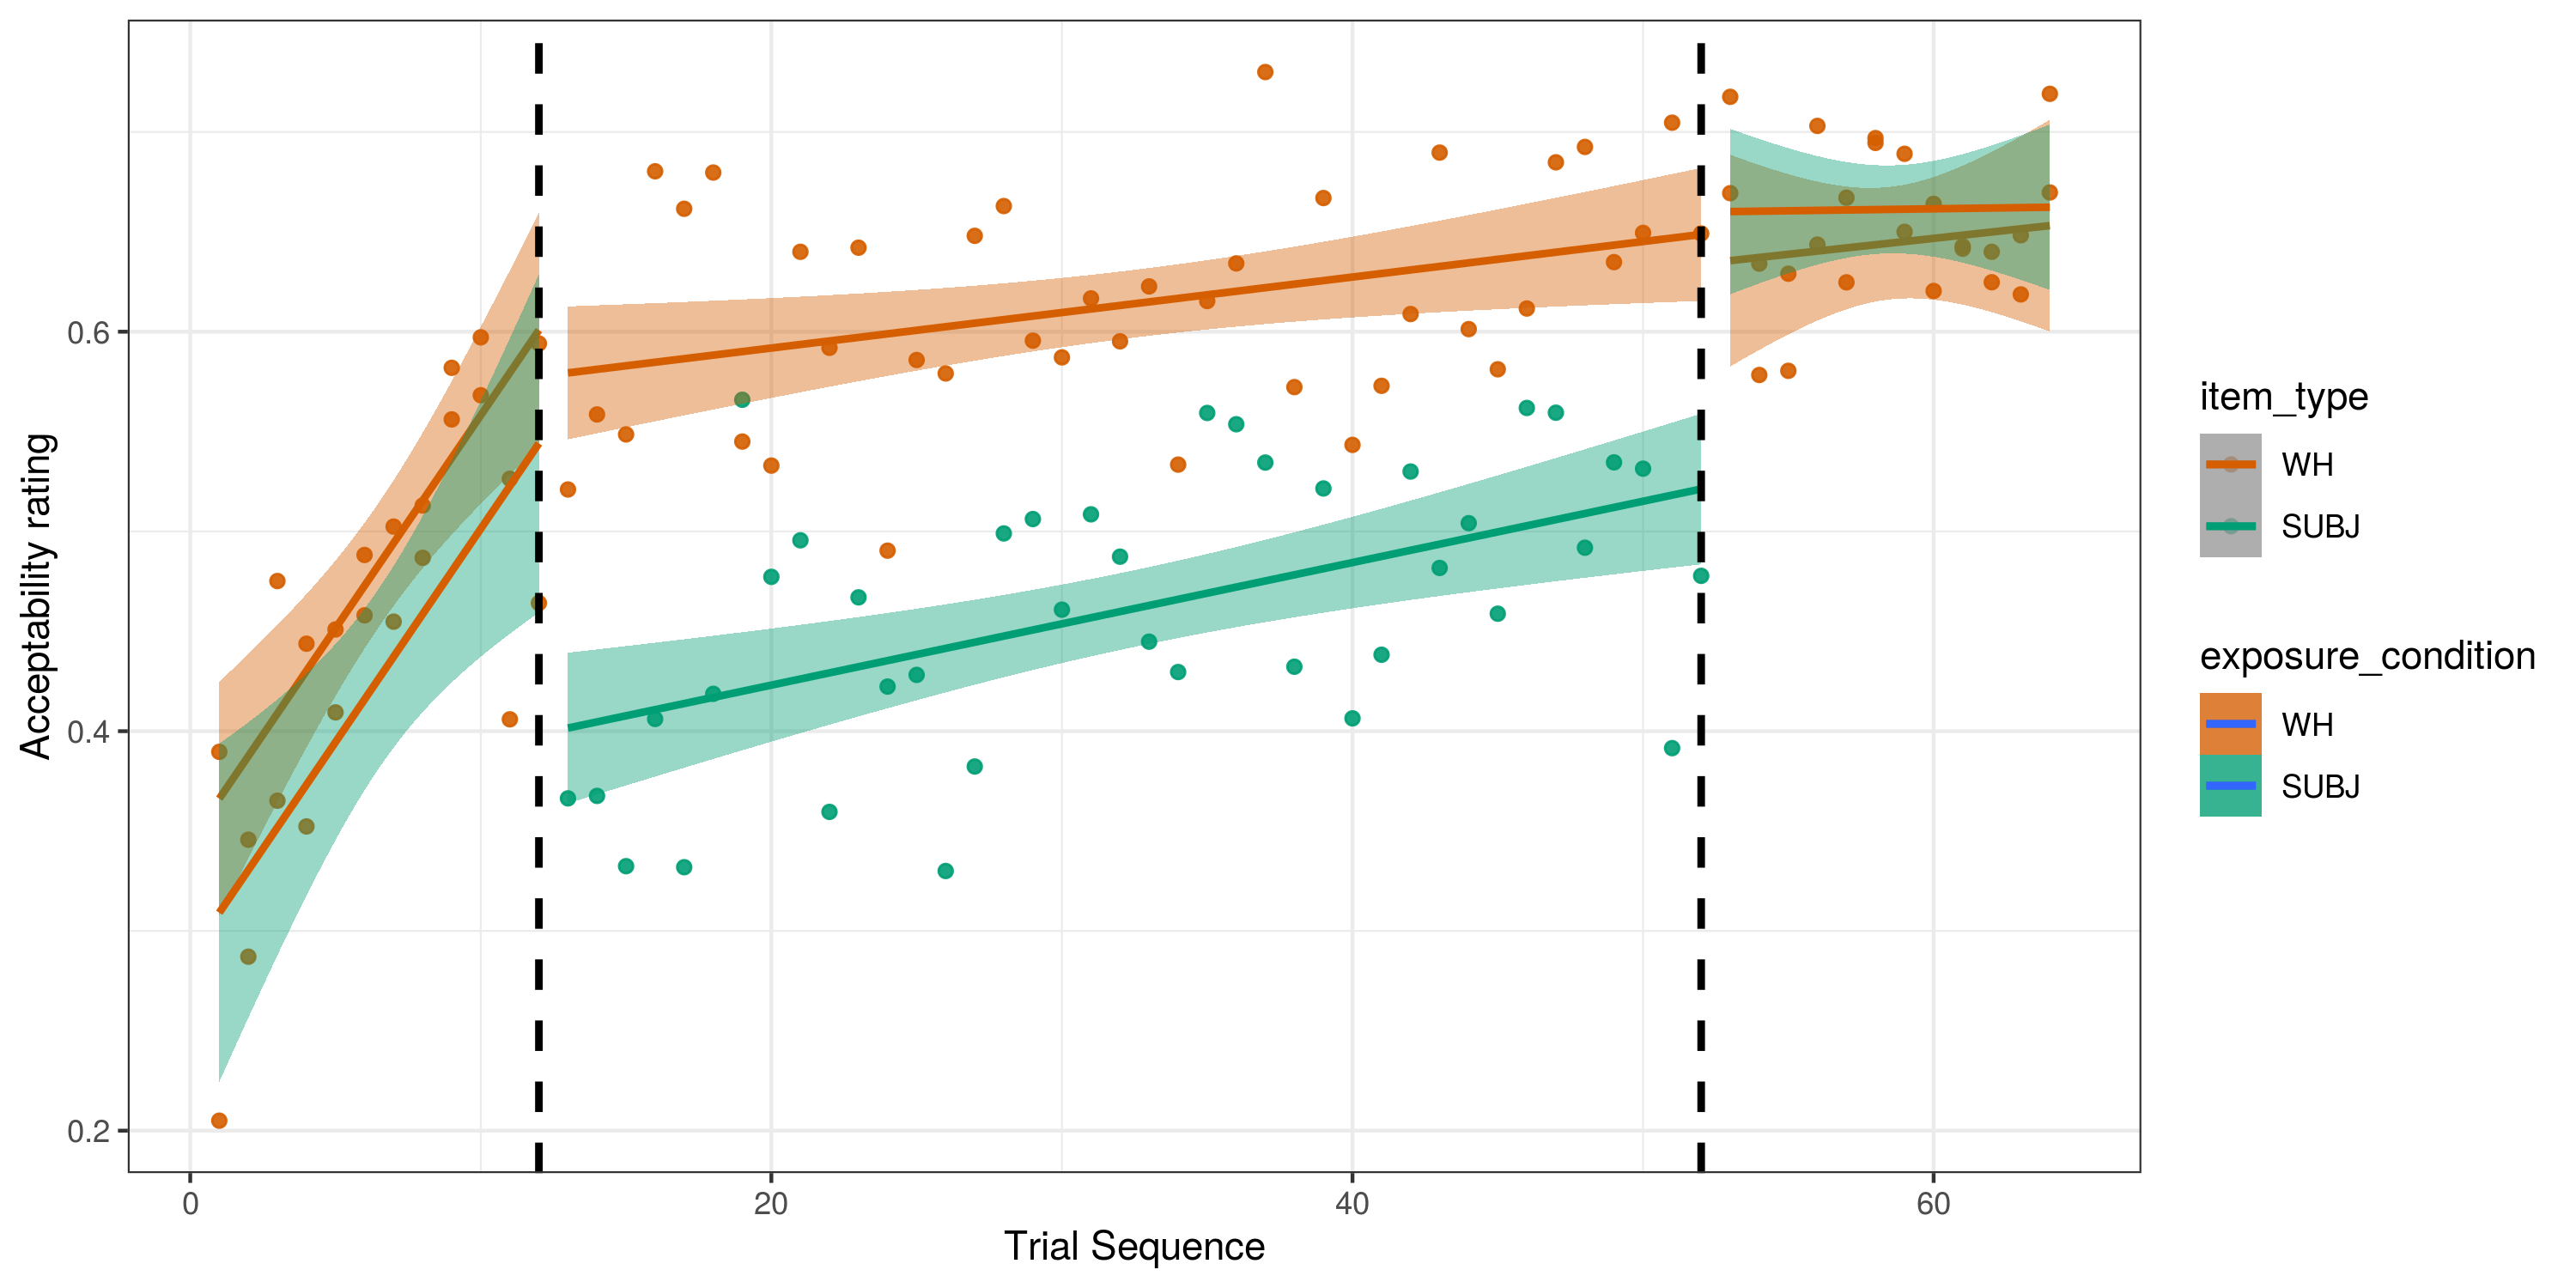 Acceptability rating
0.6
0.4
0.2
0
20
40
60
Trial Sequence
item_type
WH
SUBJ
exposure_condition
WH
SUBJ